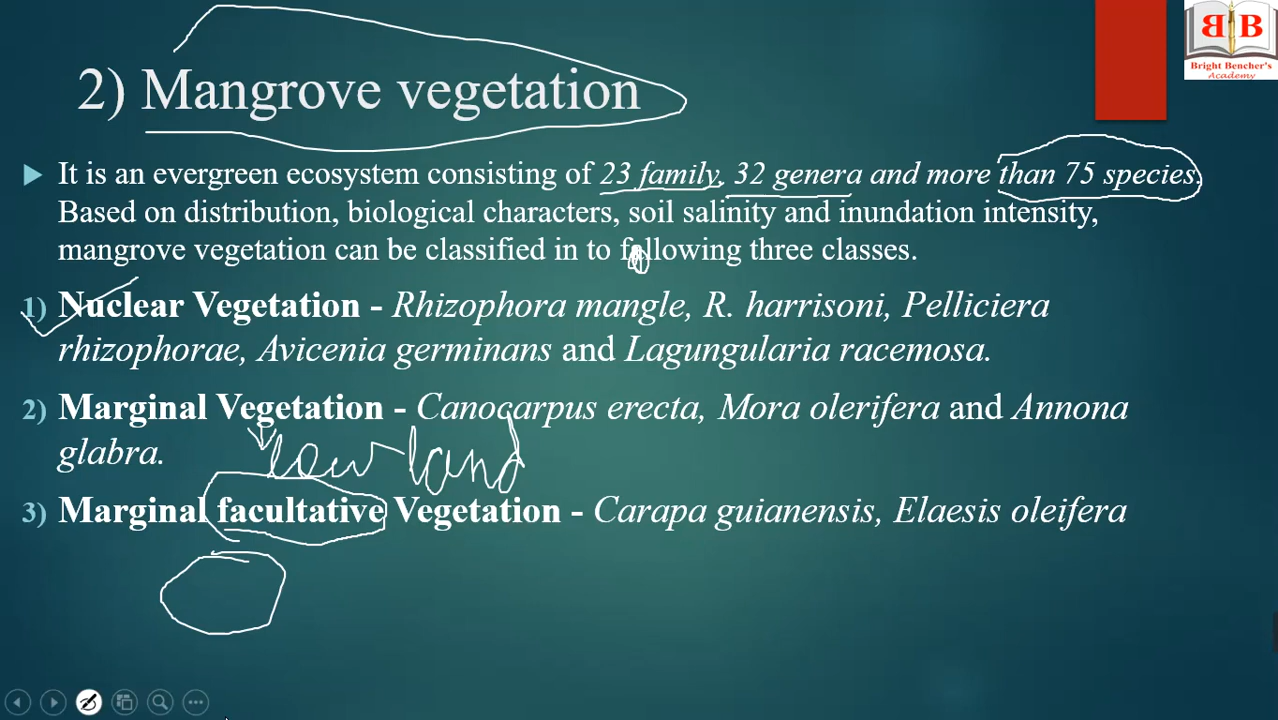 B B
Bright Bencher's
Academy
2) Mangrove vegetation
It is an evergreen ecosystem consisting of 23 family, 32 genera and more than 75 species.
Based on distribution, biological characters, soil salinity and inundation intensity,
mangrove vegetation can be classified in to following three classes.
1) Nuclear Vegetation - Rhizophora mangle, R. harrisoni, Pelliciera
rhizophorae, Avicenia germinans and Lagungularia racemosa.
2) Marginal Vegetation - Canocarpus erecta, Mora olerifera and Annona
glabra.
low land
3) Marginal facultative Vegetation - Carapa guianensis, Elaesis oleifera